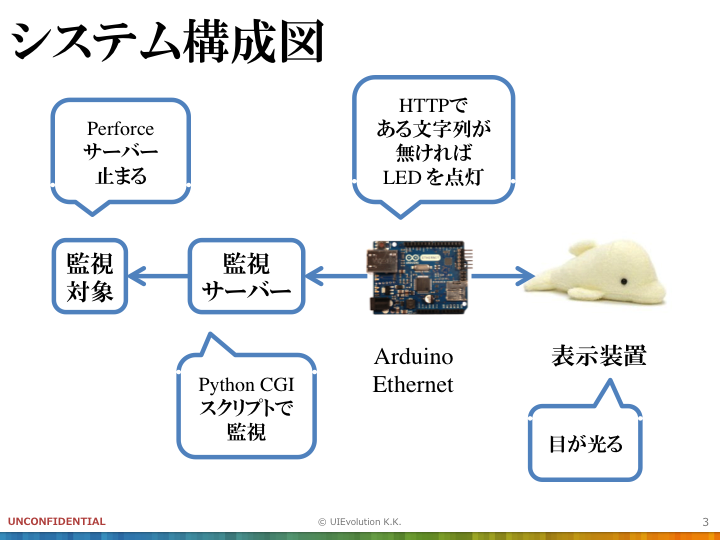 システム構成図
Perforce
サーバー
止まる
HTTPで
ある文字列が
無ければ
LEDを点灯
監視
対象
監視
サーバー
Arduino
Ethernet
表示装置
Python CGI
スクリプトで
監視
目が光る
UNCONFIDENTIAL
© UIEvolution K.K.
3